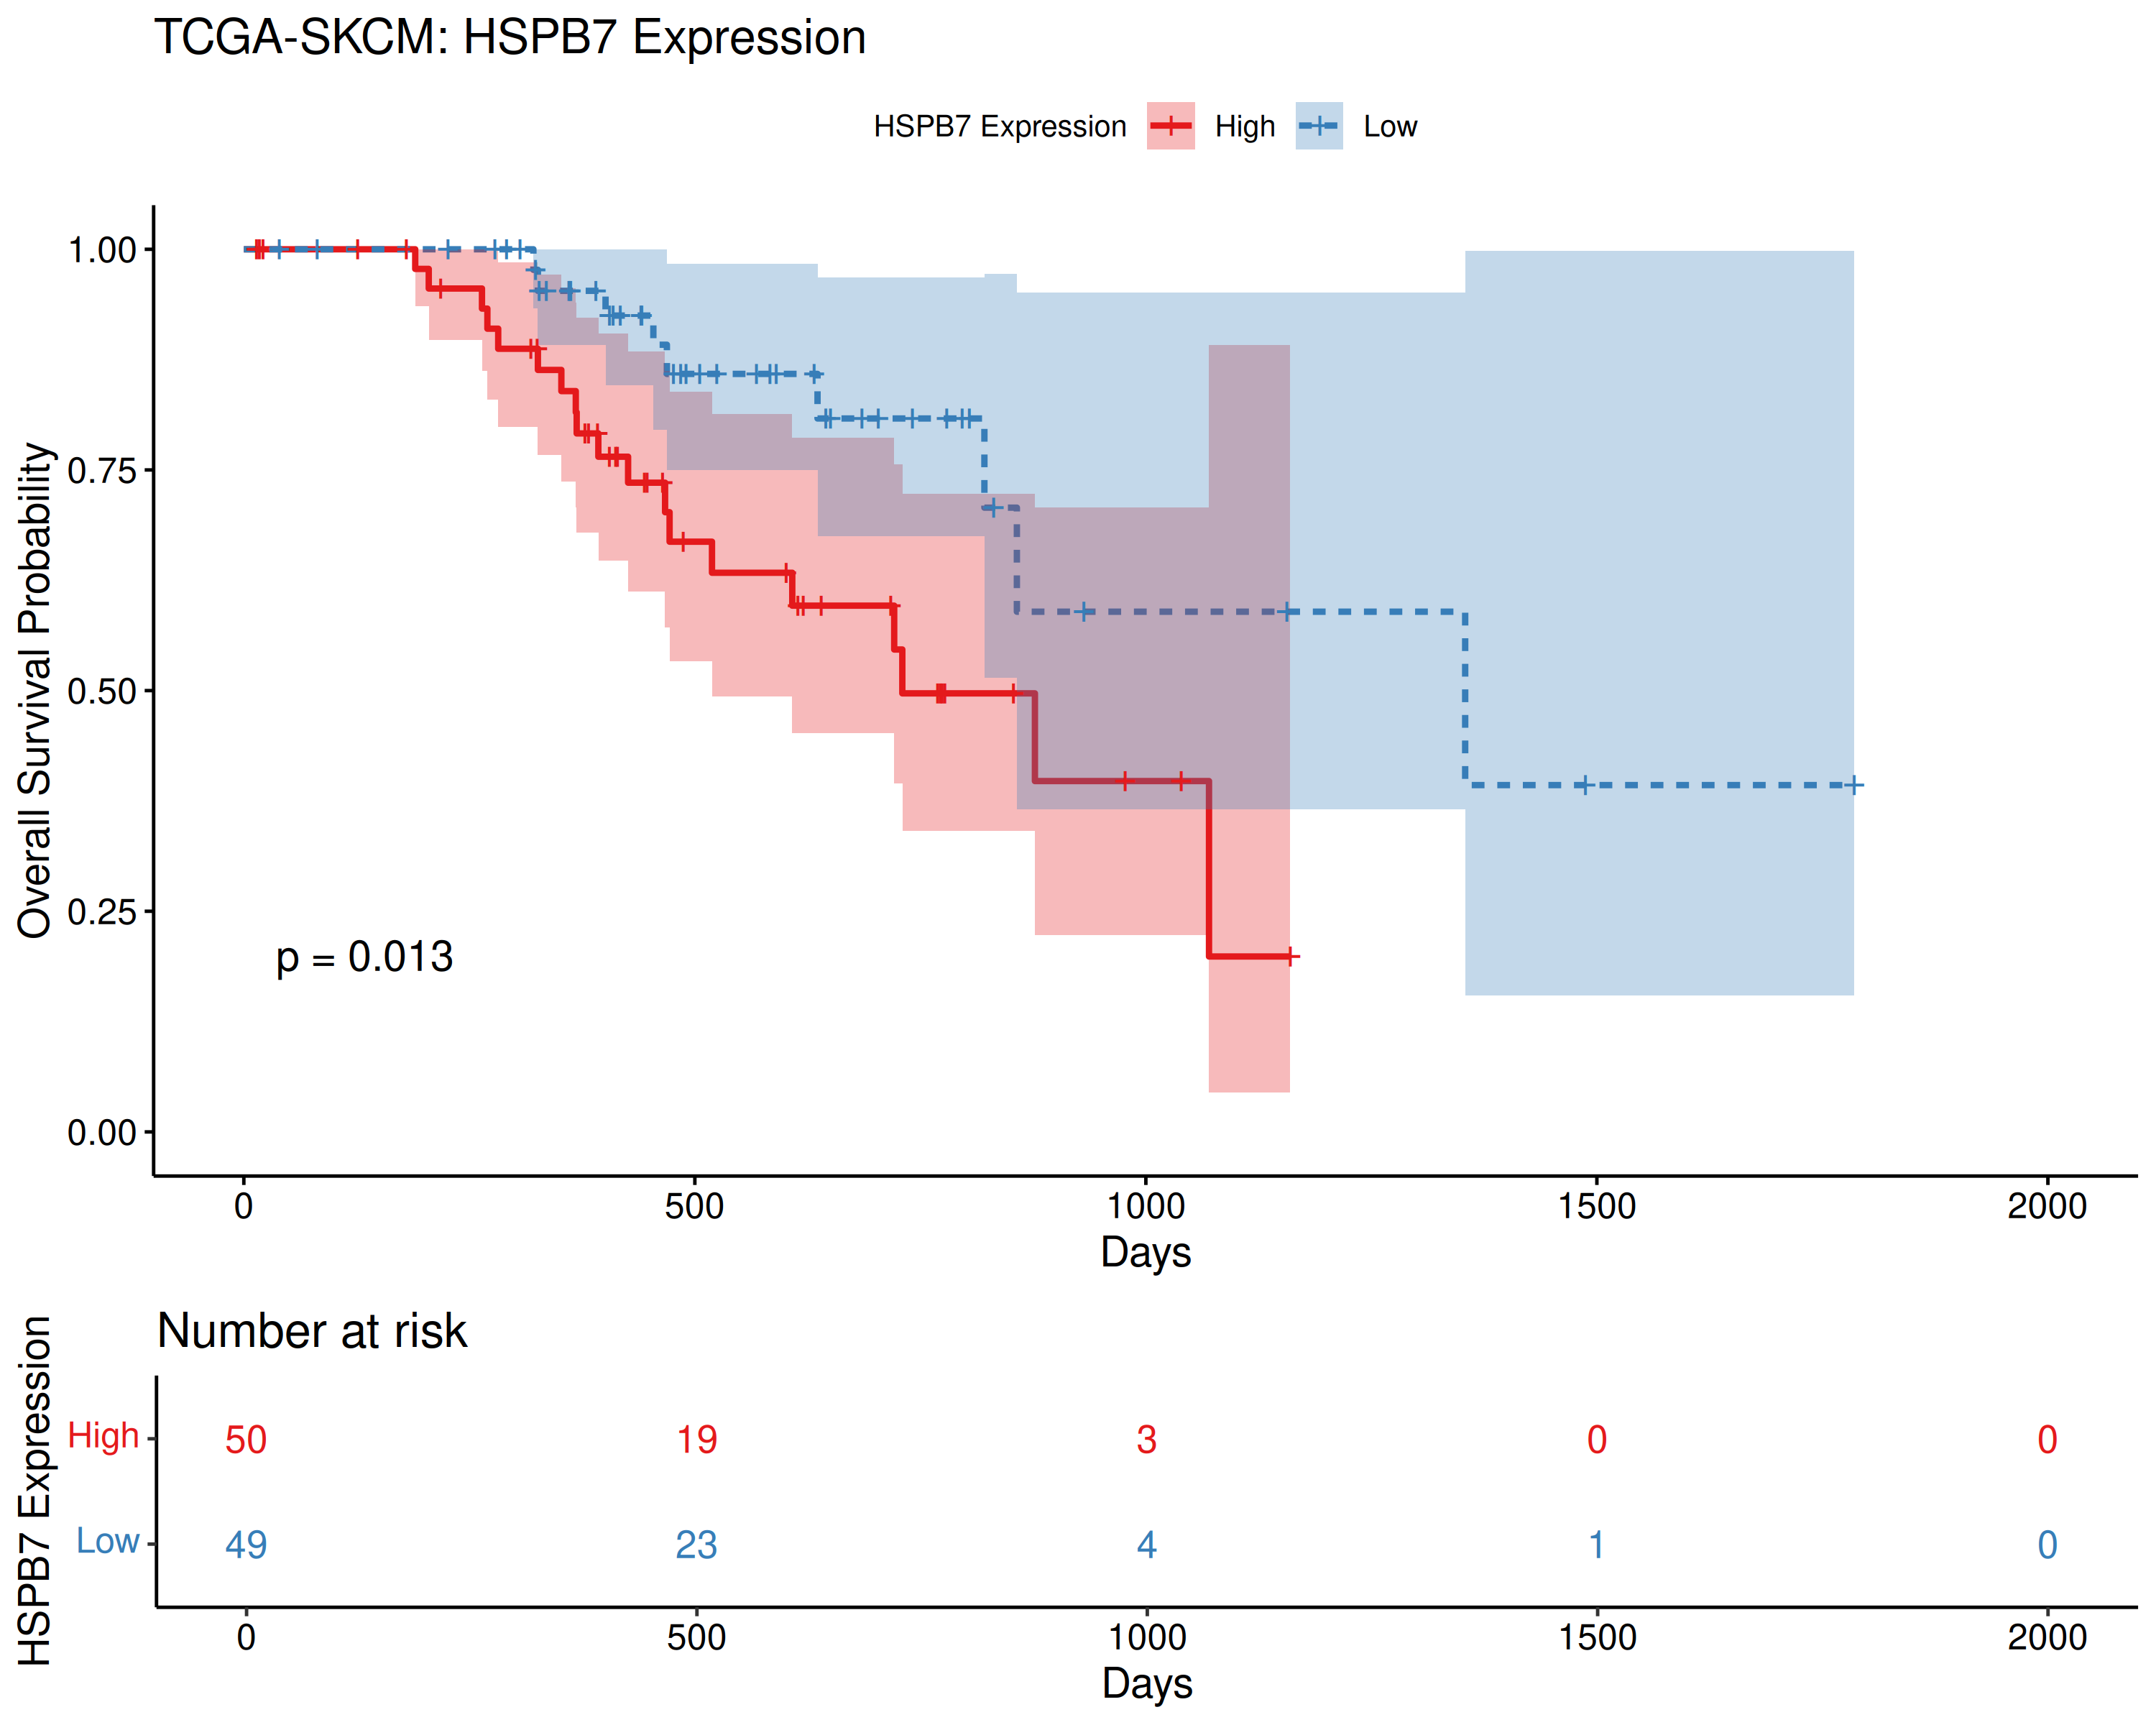 TCGA-SKCM: HSPB7 Expression
HSPB7 Expression High Low
Overall Survival Probability
1.00
0.75
0.50
0.25
0.00
p = 0.013
0 500 1000 1500 2000
Days
Number at risk
HSPB7 Expression
High 50 19 3 0 0
Low 49 23 4 1 0
0 500 1000 1500 2000
Days